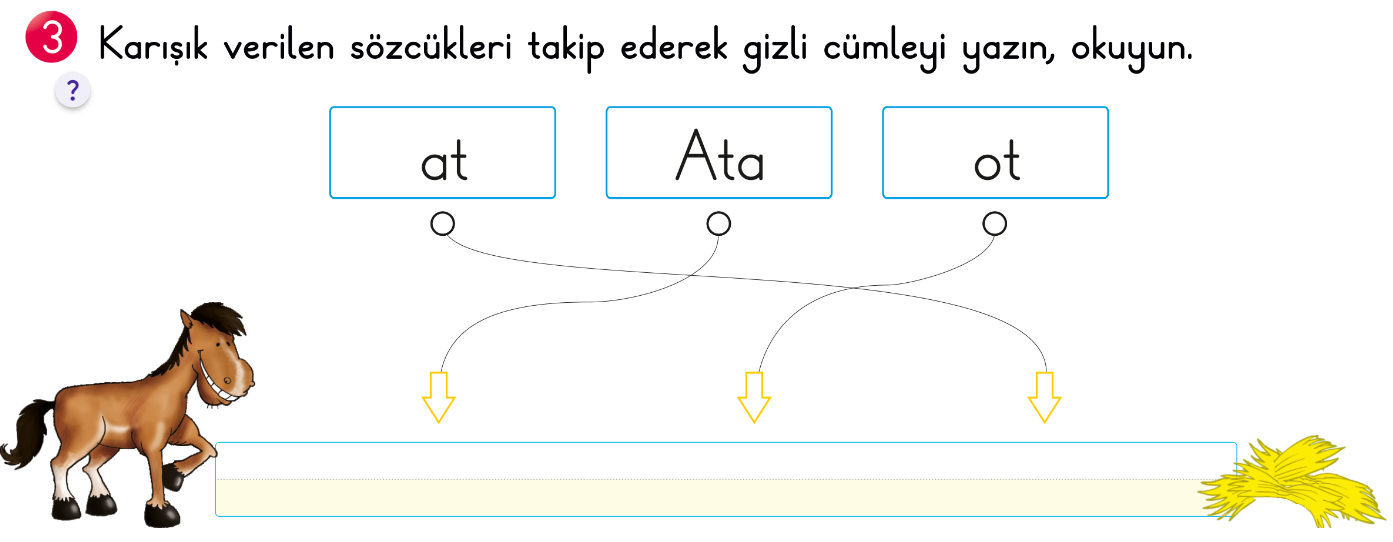 3 Karışık verilen sözcükleri takip ederek gizli cümleyi yazın, okuyun.
?
at Ata ot